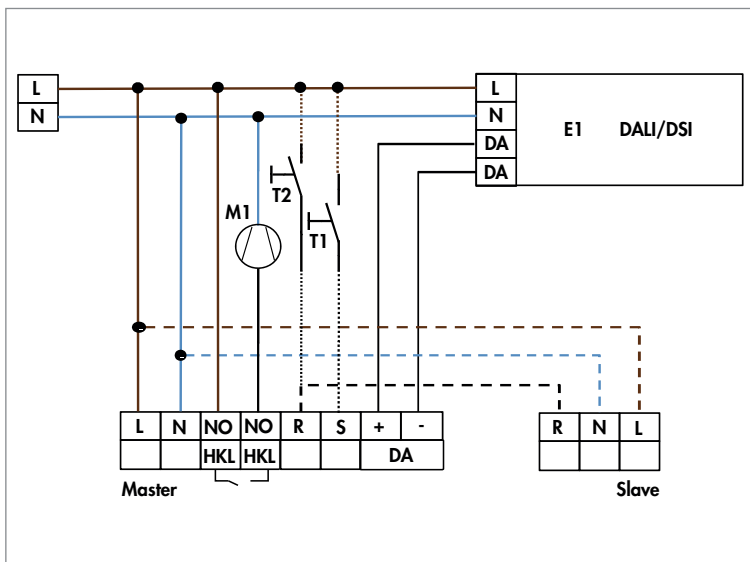 L
N
L
N
DA
DA
E1 DALI/DSI
T2
M1
T1
L N NO NO R S + -
HKL HKL DA
Master
R N L
Slave